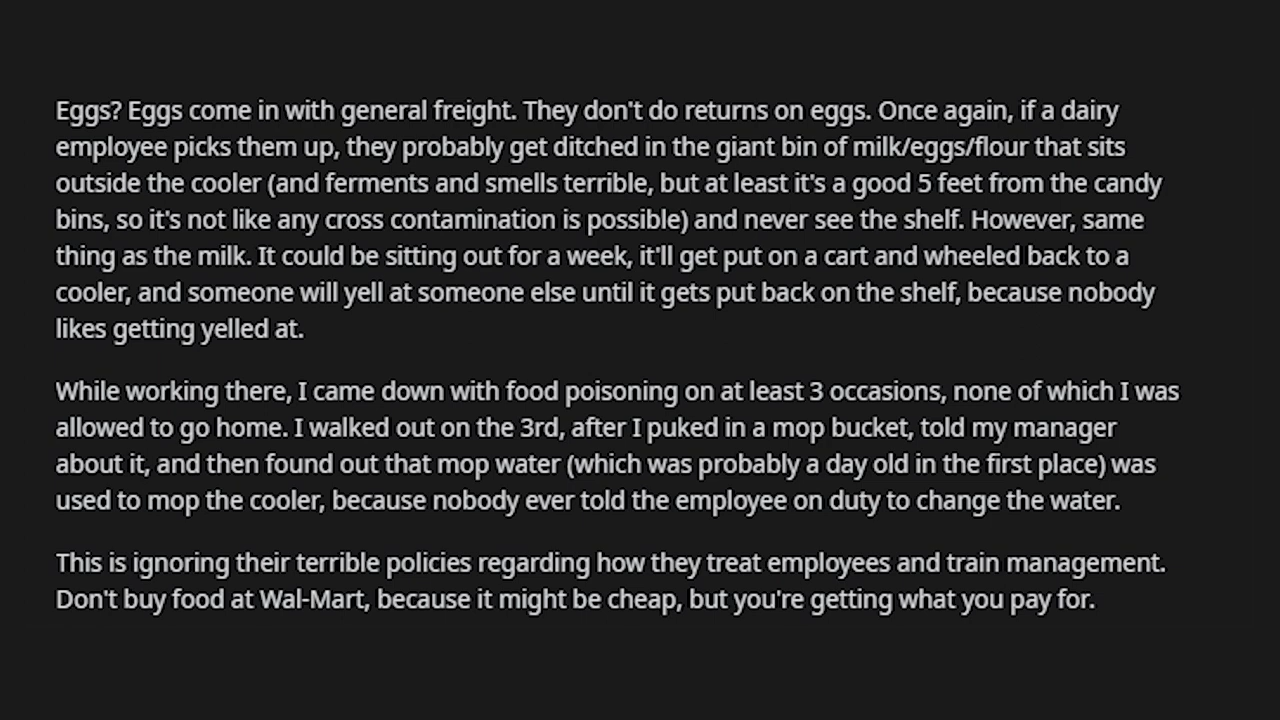 Eggs? Eggs come in with general freight. They don't do returns on eggs. Once again, if a dairy
employee picks them up, they probably get ditched in the giant bin of milk/eggs/flour that sits
outside the cooler (and ferments and smells terrible, but at least it's a good 5 feet from the candy
bins, so it's not like any cross contamination is possible) and never see the shelf. However, same
thing as the milk. It could be sitting out for a week, it'll get put on a cart and wheeled back to a
cooler, and someone will yell at someone else until it gets put back on the shelf, because nobody
likes getting yelled at.
While working there, I came down with food poisoning on at least 3 occasions, none of which I was
allowed to go home. I walked out on the 3rd, after I puked in a mop bucket, told my manager
about it, and then found out that mop water (which was probably a day old in the first place) was
used to mop the cooler, because nobody ever told the employee on duty to change the water.
This is ignoring their terrible policies regarding how they treat employees and train management.
Don't buy food at Wal-Mart, because it might be cheap, but you're getting what you pay for.